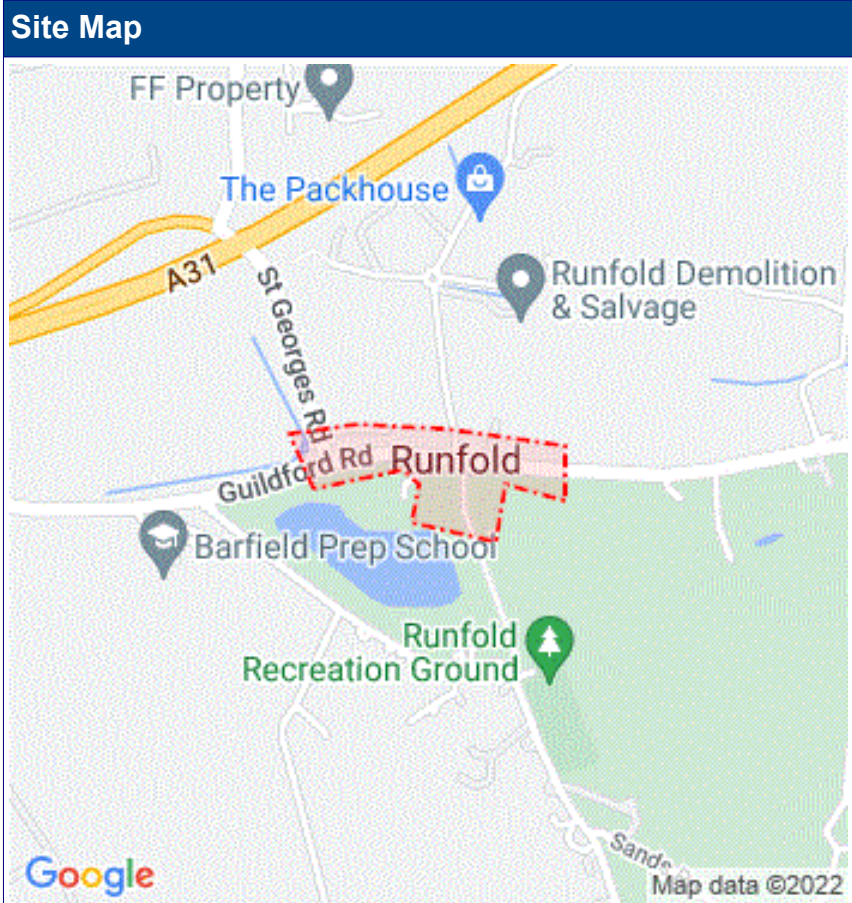 Site Map
FF Property
The Packhouse
A31
Runfold Demolition
& Salvage
St Georges Rd
Guildford Rd
Runfold
Barfield Prep School
Runfold
Recreation Ground
Google
Map data ©2022